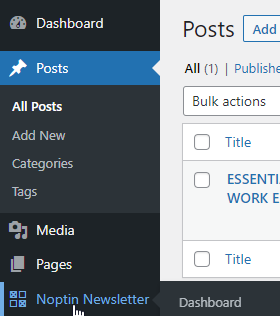 Dashboard
Posts
All Posts
Add New
Categories
Tags
Media
Pages
Noptin Newsletter
Posts
Add
All (1) | Publishe
Bulk actions
Title
ESSENTI
WORK E
Title
Dashboard